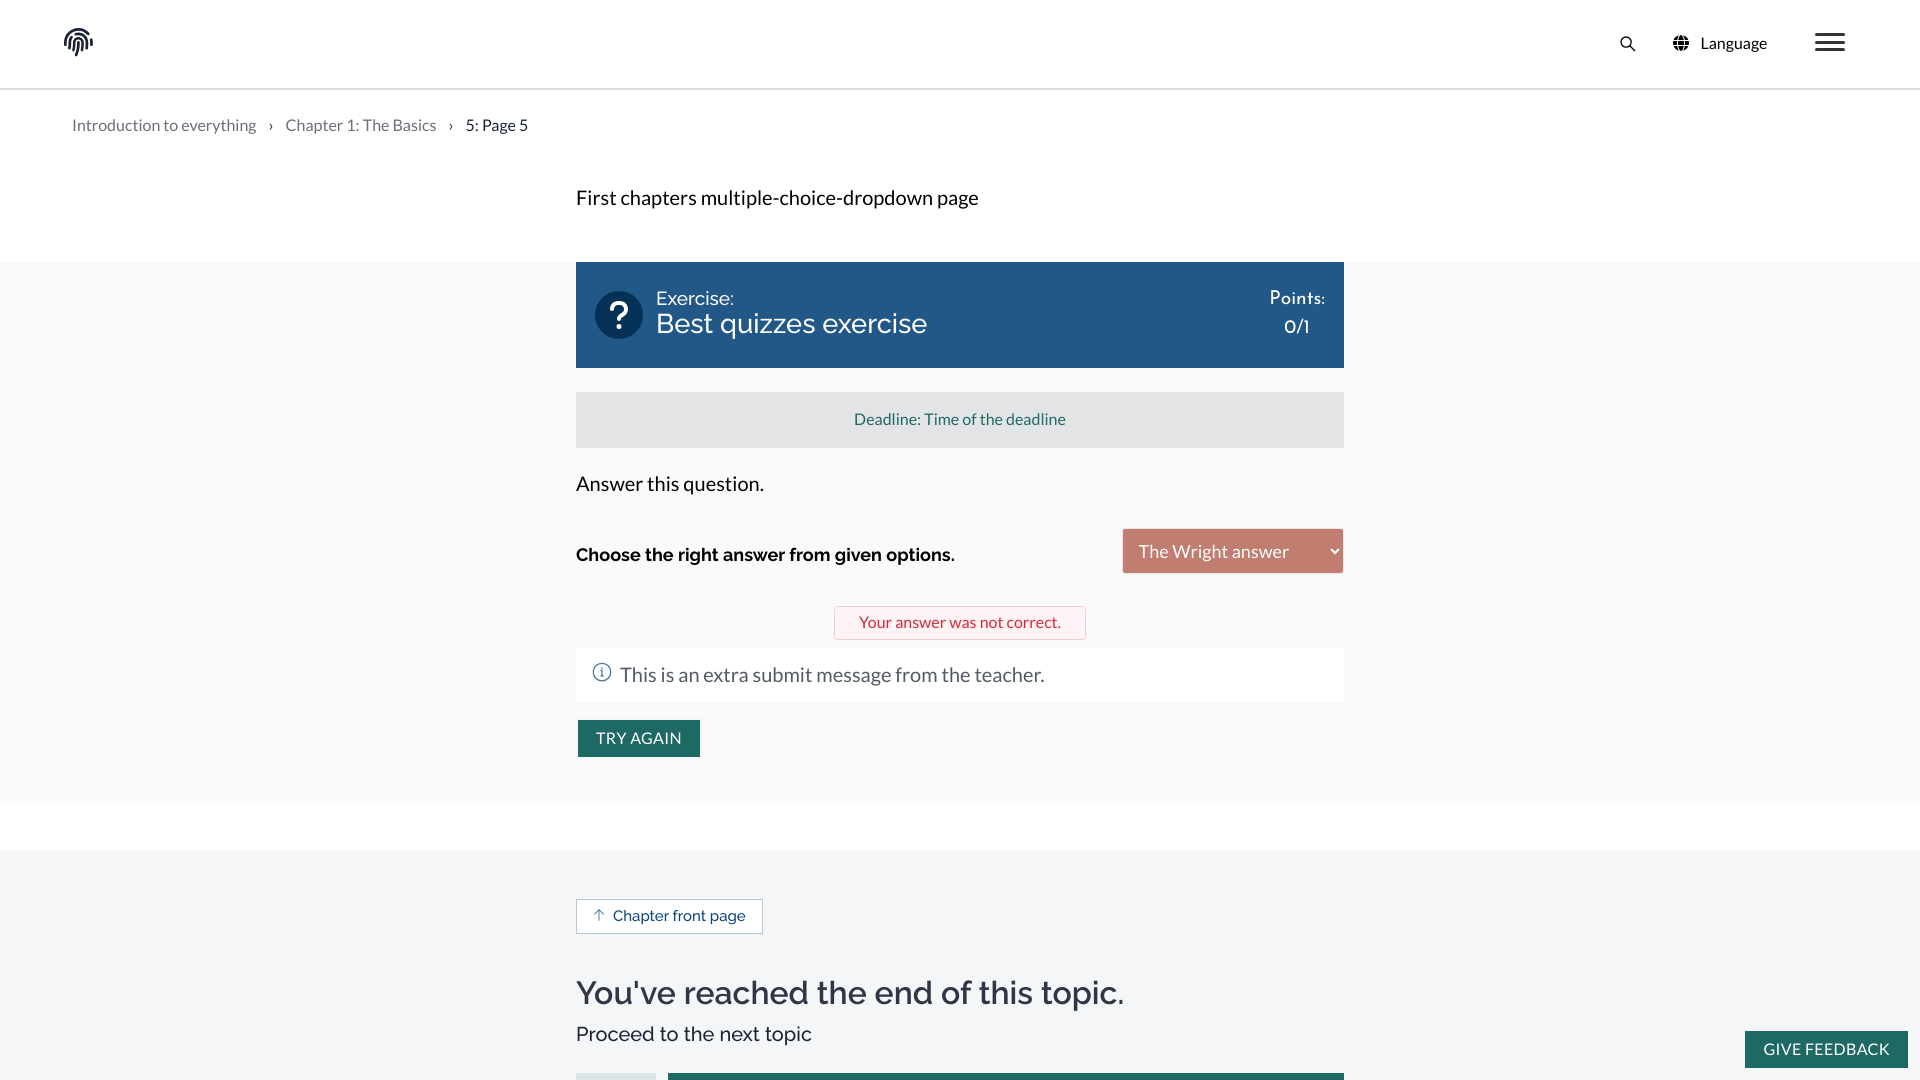 Language
Introduction to everything › Chapter 1: The Basics › 5: Page 5
First chapters multiple-choice-dropdown page
Exercise:
Best quizzes exercise
Points:
0/1
Deadline: Time of the deadline
Answer this question.
Choose the right answer from given options.
The Wright answer
Your answer was not correct.
This is an extra submit message from the teacher.
TRY AGAIN
Chapter front page
You've reached the end of this topic.
Proceed to the next topic
GIVE FEEDBACK